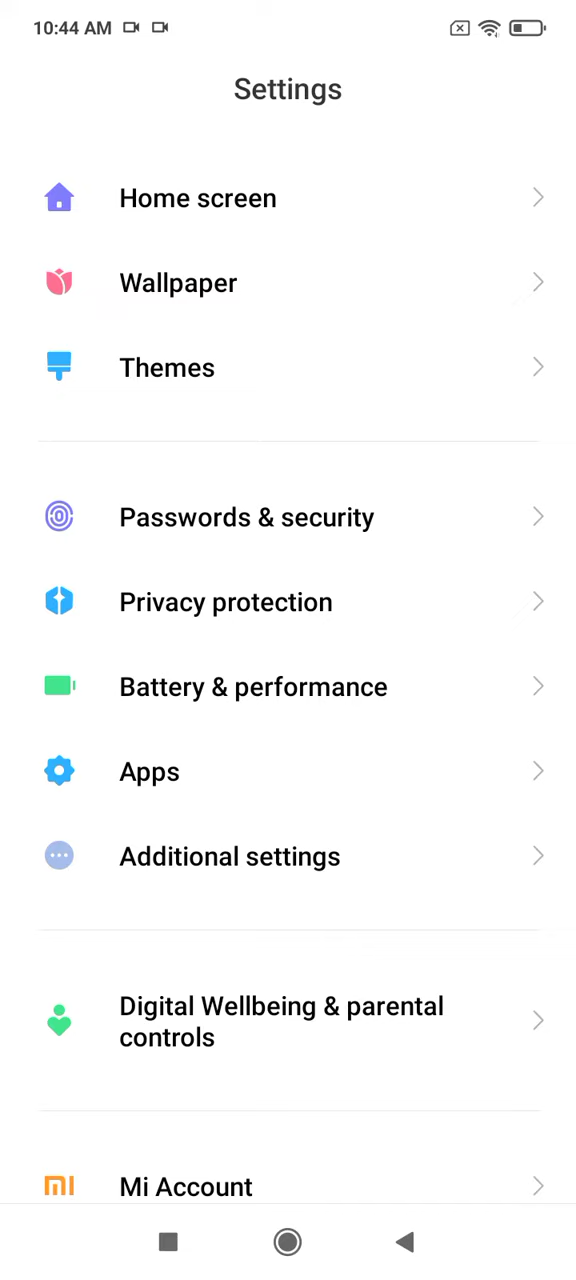 10:44 AM
Settings
Home screen
Wallpaper
Themes
Passwords & security
Privacy protection
Battery & performance
Apps
Additional settings
Digital Wellbeing & parental
controls
Mi Account